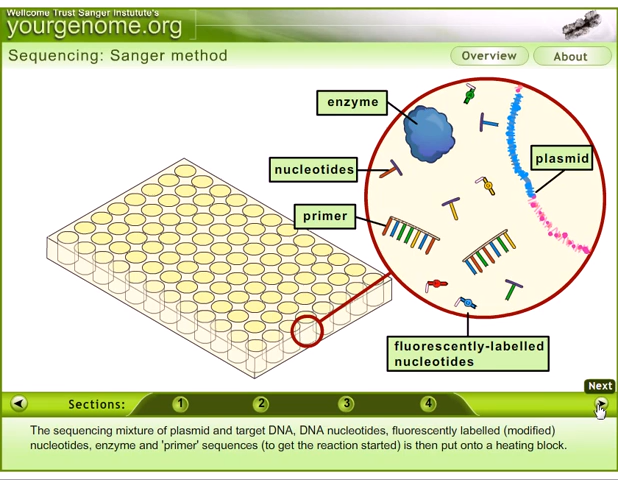 Wellcome Trust Sanger Instutute's
yourgenome.org
Sequencing: Sanger method
Overview
About
enzyme
plasmid
nucleotides
primer
fluorescently-labelled
nucleotides
Next
Sections:
1
2
3
4
The sequencing mixture of plasmid and target DNA, DNA nucleotides, fluorescently labelled (modified)
nucleotides, enzyme and 'primer' sequences (to get the reaction started) is then put onto a heating block.